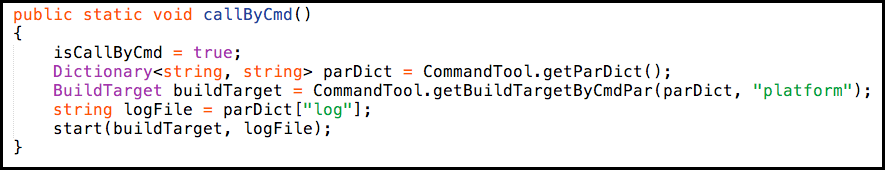 public static void callByCmd()
{
    isCallByCmd = true;
    Dictionary<string, string> parDict = CommandTool.getParDict();
    BuildTarget buildTarget = CommandTool.getBuildTargetByCmdPar(parDict, "platform");
    string logFile = parDict["log"];
    start(buildTarget, logFile);
}